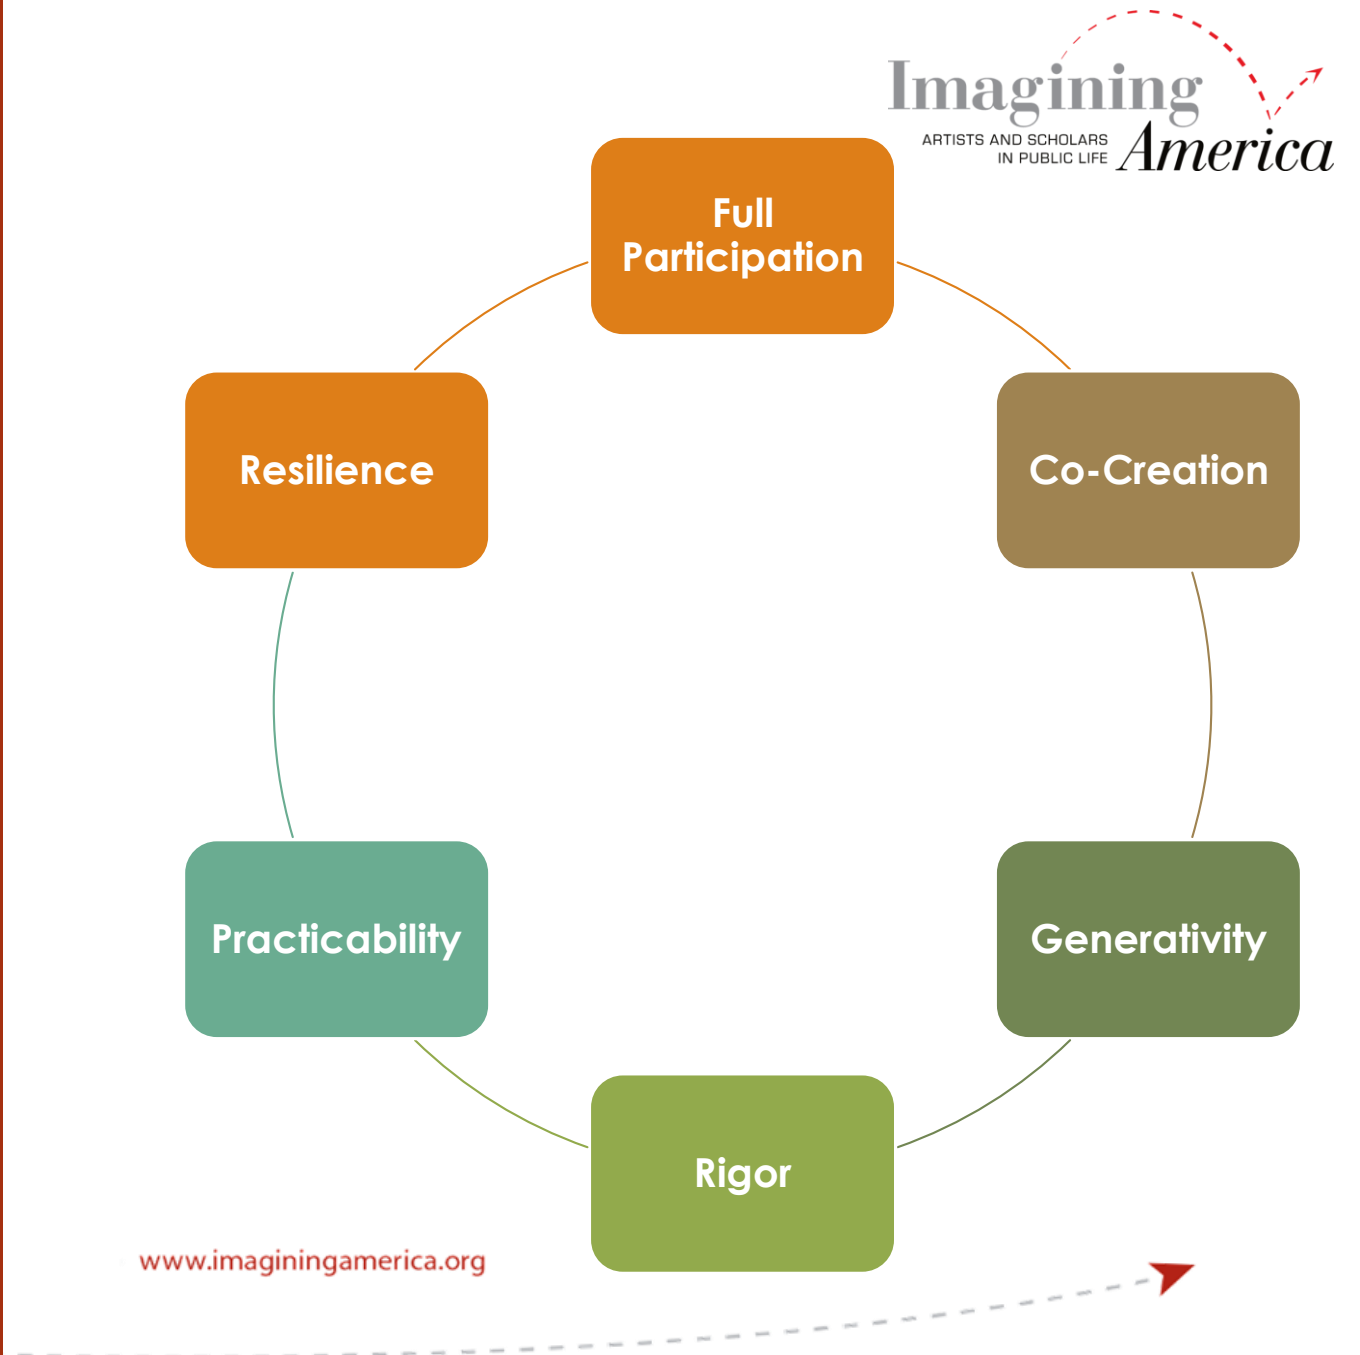 Imagining
ARTISTS AND SCHOLARS
IN PUBLIC LIFE
America
Full
Participation
Resilience
Co-Creation
Practicability
Generativity
Rigor
www.imaginingamerica.org